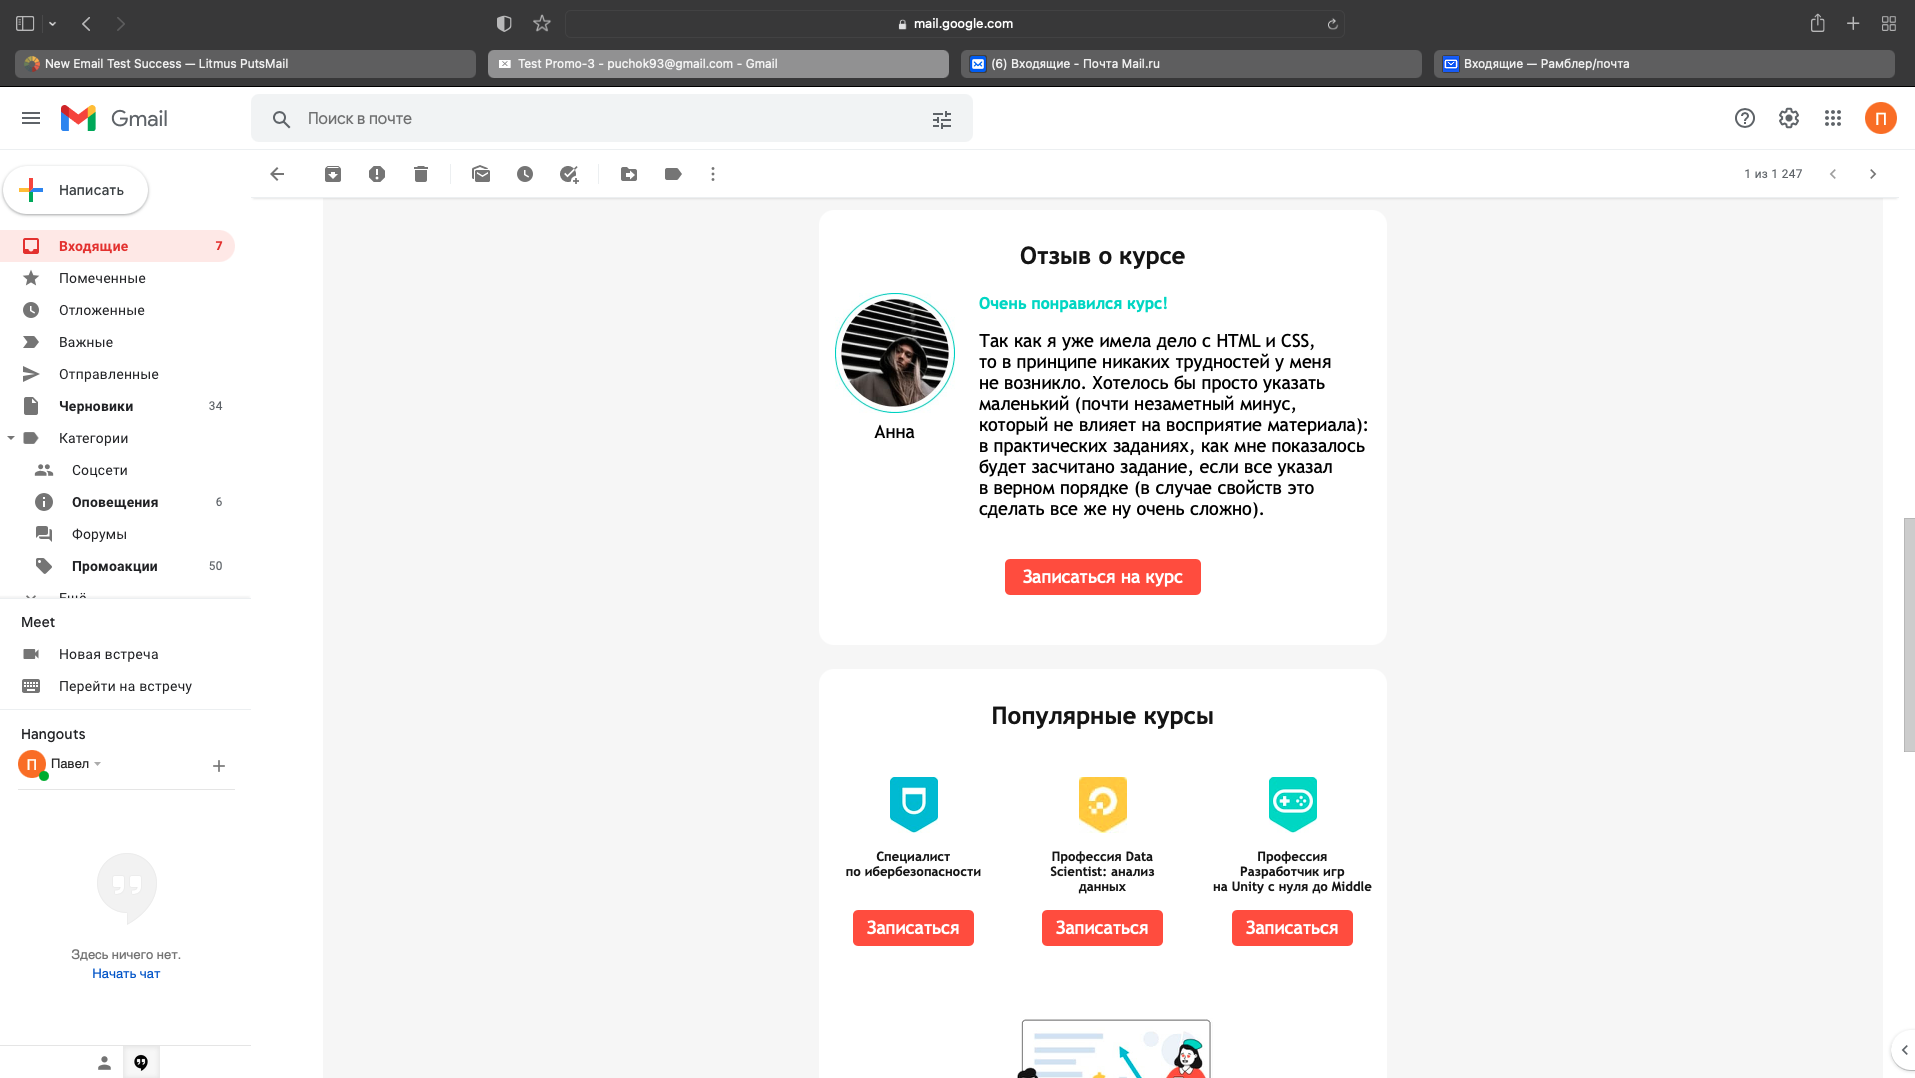 mail.google.com
New Email Test Success — Litmus PutsMail
Test Promo-3 - puchok93@gmail.com - Gmail
(6) Входящие - Почта Mail.ru
Входящие — Рамблер/почта
Gmail
Поиск в почте
П
Написать
1 из 1 247
Входящие 7
Помеченные
Отложенные
Важные
Отправленные
Черновики 34
Категории
Соцсети
Оповещения 6
Форумы
Промоакции 50
Ещё
Meet
Новая встреча
Перейти на встречу
Hangouts
П Павел
Здесь ничего нет.
Начать чат
Отзыв о курсе
Анна
Очень понравился курс!
Так как я уже имела дело с HTML и CSS,
то в принципе никаких трудностей у меня
не возникло. Хотелось бы просто указать
маленький (почти незаметный минус,
который не влияет на восприятие материала):
в практических заданиях, как мне показалось
будет засчитано задание, если все указал
в верном порядке (в случае свойств это
сделать все же ну очень сложно).
Записаться на курс
Популярные курсы
Специалист
по ибербезопасности
Записаться
Профессия Data
Scientist: анализ
данных
Записаться
Профессия
Разработчик игр
на Unity с нуля до Middle
Записаться